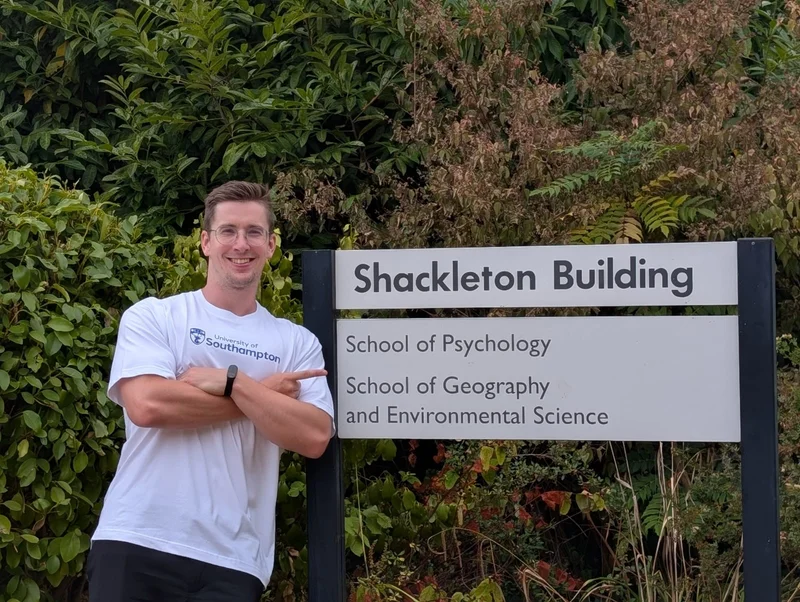 University of
Southampton
Shackleton Building
School of Psychology
School of Geography
and Environmental Science